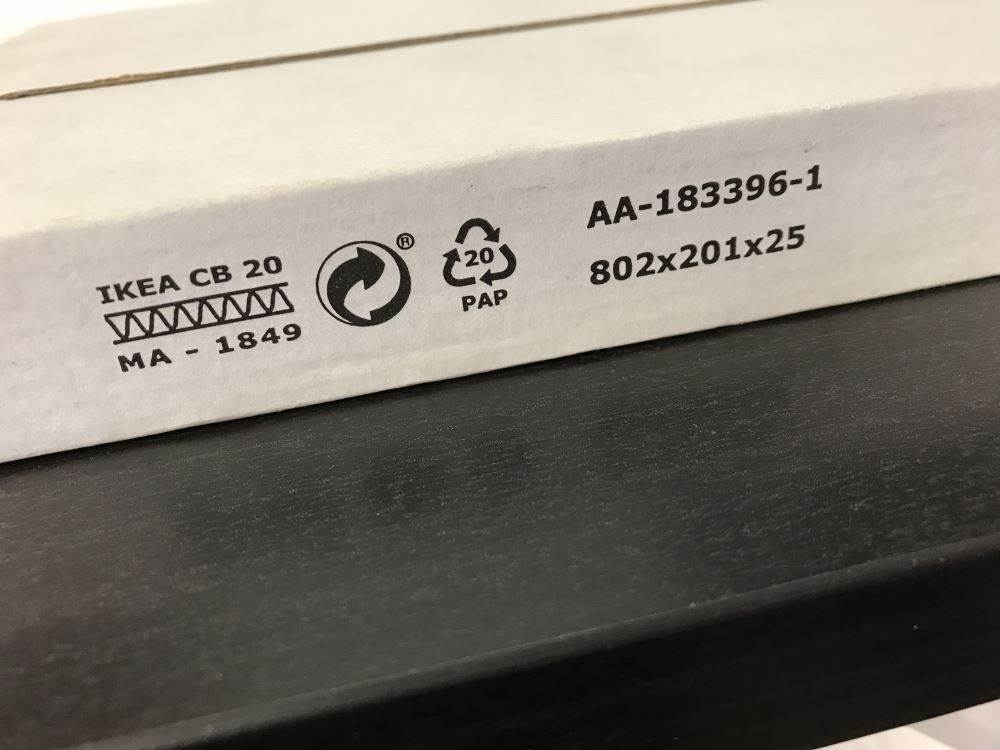 IKEA CB 20
MA - 1849
®
20
PAP
AA-183396-1
802x201x25